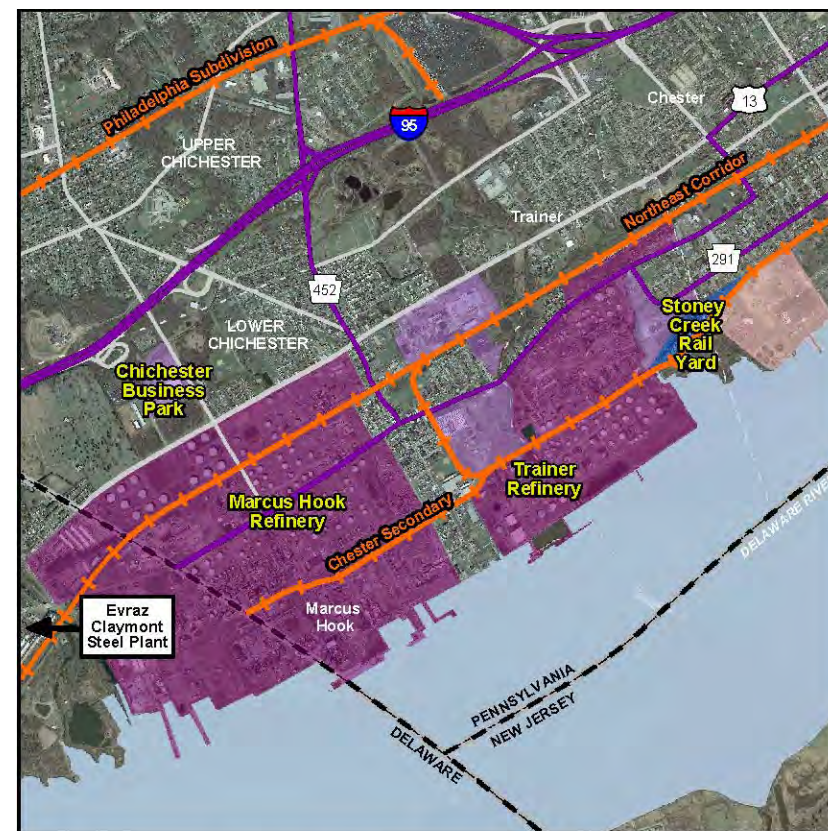 Philadelphia Subdivision
UPPER
CHICHESTER
95
Chester
13
Trainer
Northeast Corridor
452
291
Stoney
Creek
Rail
Yard
LOWER
CHICHESTER
Chichester
Business
Park
Marcus Hook
Refinery
Trainer
Refinery
Chester Secondary
DELAWARE RIVER
Marcus
Hook
Evraz
Claymont
Steel Plant
PENNSYLVANIA
NEW JERSEY
DELAWARE